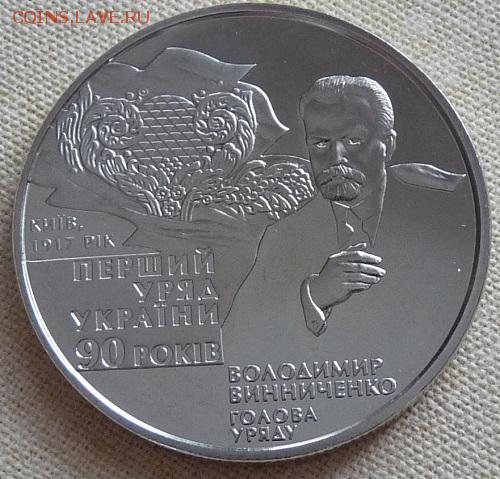 COINS.LAVE.RU
КИЇВ,
1917 РІК
ПЕРШИЙ
УРЯД
УКРАЇНИ
90 РОКІВ
ВОЛОДИМИР
ВИННИЧЕНКО
ГОЛОВА
УРЯДУ